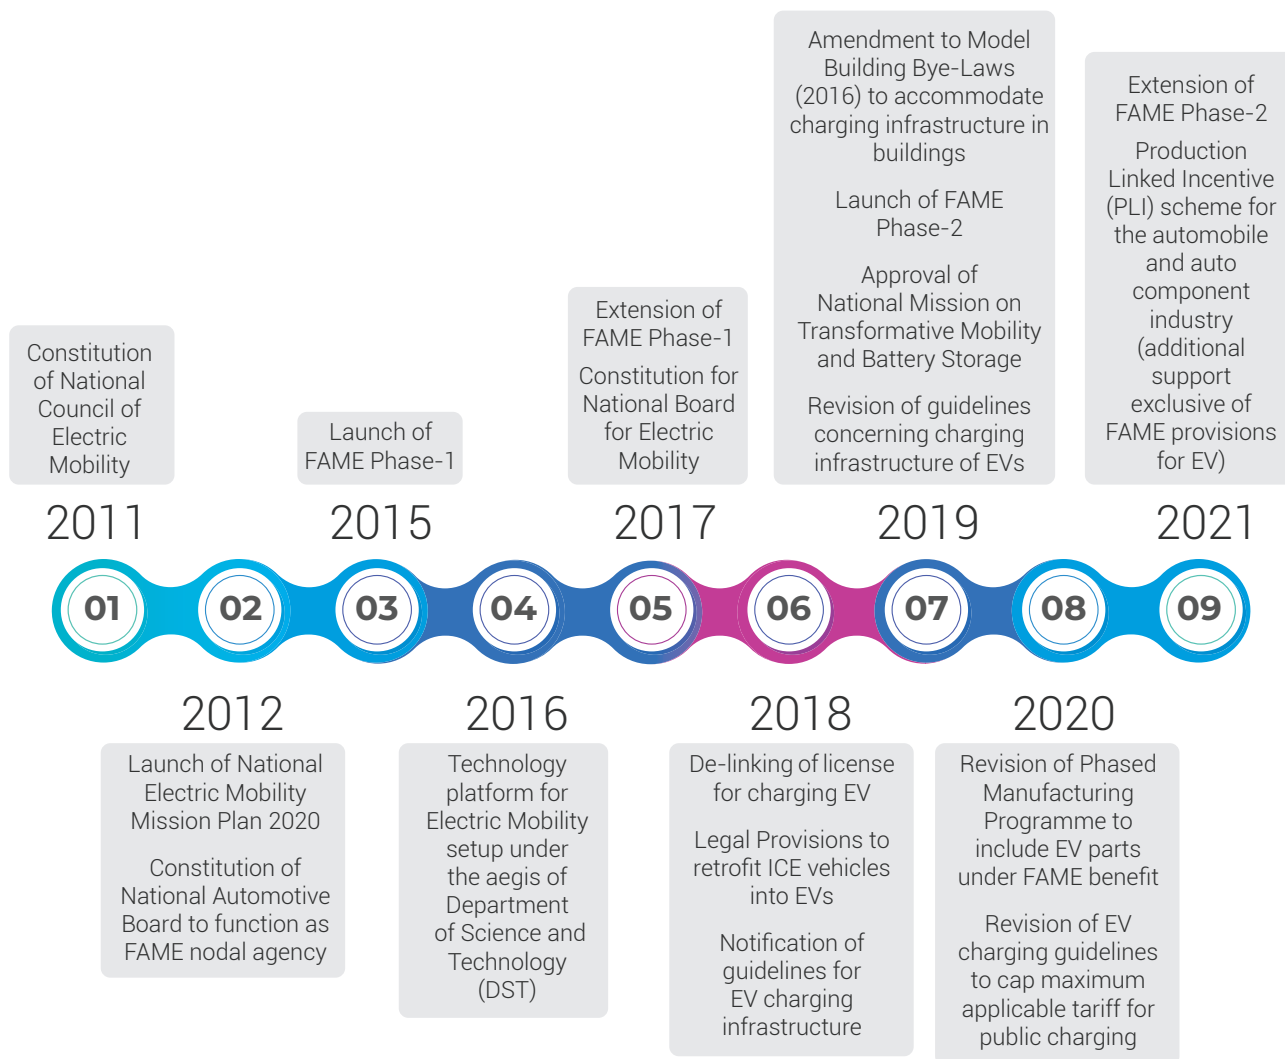 Constitution
of National
Council of
Electric
Mobility
2011
01
2012
Launch of National
Electric Mobility
Mission Plan 2020
Constitution of
National Automotive
Board to function as
FAME nodal agency
02
Launch of
FAME Phase-1
2015
03
2016
Technology
platform for
Electric Mobility
setup under
the aegis of
Department
of Science and
Technology
(DST)
04
Extension of
FAME Phase-1
Constitution for
National Board
for Electric
Mobility
2017
05
2018
De-linking of license
for charging EV
Legal Provisions to
retrofit ICE vehicles
into EVs
Notification of
guidelines for
EV charging
infrastructure
06
Amendment to Model
Building Bye-Laws
(2016) to accommodate
charging infrastructure in
buildings
Launch of FAME
Phase-2
Approval of
National Mission on
Transformative Mobility
and Battery Storage
Revision of guidelines
concerning charging
infrastructure of EVs
2019
07
2020
Revision of Phased
Manufacturing
Programme to
include EV parts
under FAME benefit
Revision of EV
charging guidelines
to cap maximum
applicable tariff for
public charging
08
Extension of
FAME Phase-2
Production
Linked Incentive
(PLI) scheme for
the automobile
and auto
component
industry
(additional
support
exclusive of
FAME provisions
for EV)
2021
09